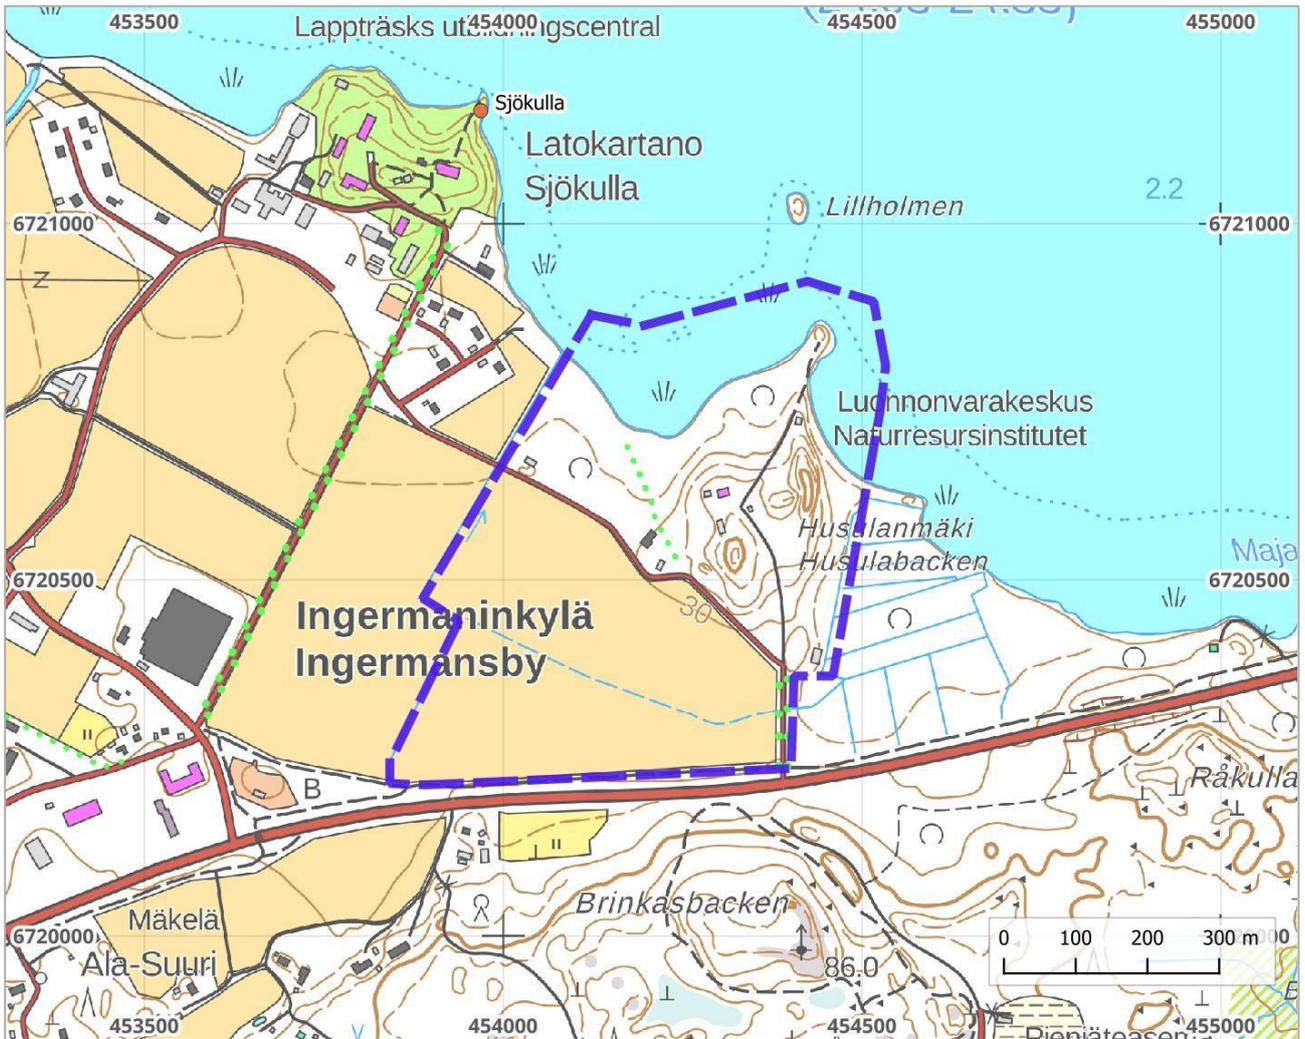 453500
454000
454500
455000
Lappträsks utbildningscentral
Sjökulla
Latokartano
Sjökulla
2.2
Lillholmen
6721000
6721000
Z
Luonnonvarakeskus
Naturresursinstitutet
Husulanmäki
Husulabacken
Maja
6720500
6720500
30
Ingermaninkylä
Ingermansby
B
Råkulla
Brinkasbacken
Mäkelä
6720000
Ala-Suuri
86.0
0 100 200 300 m
453500
454000
454500
455000